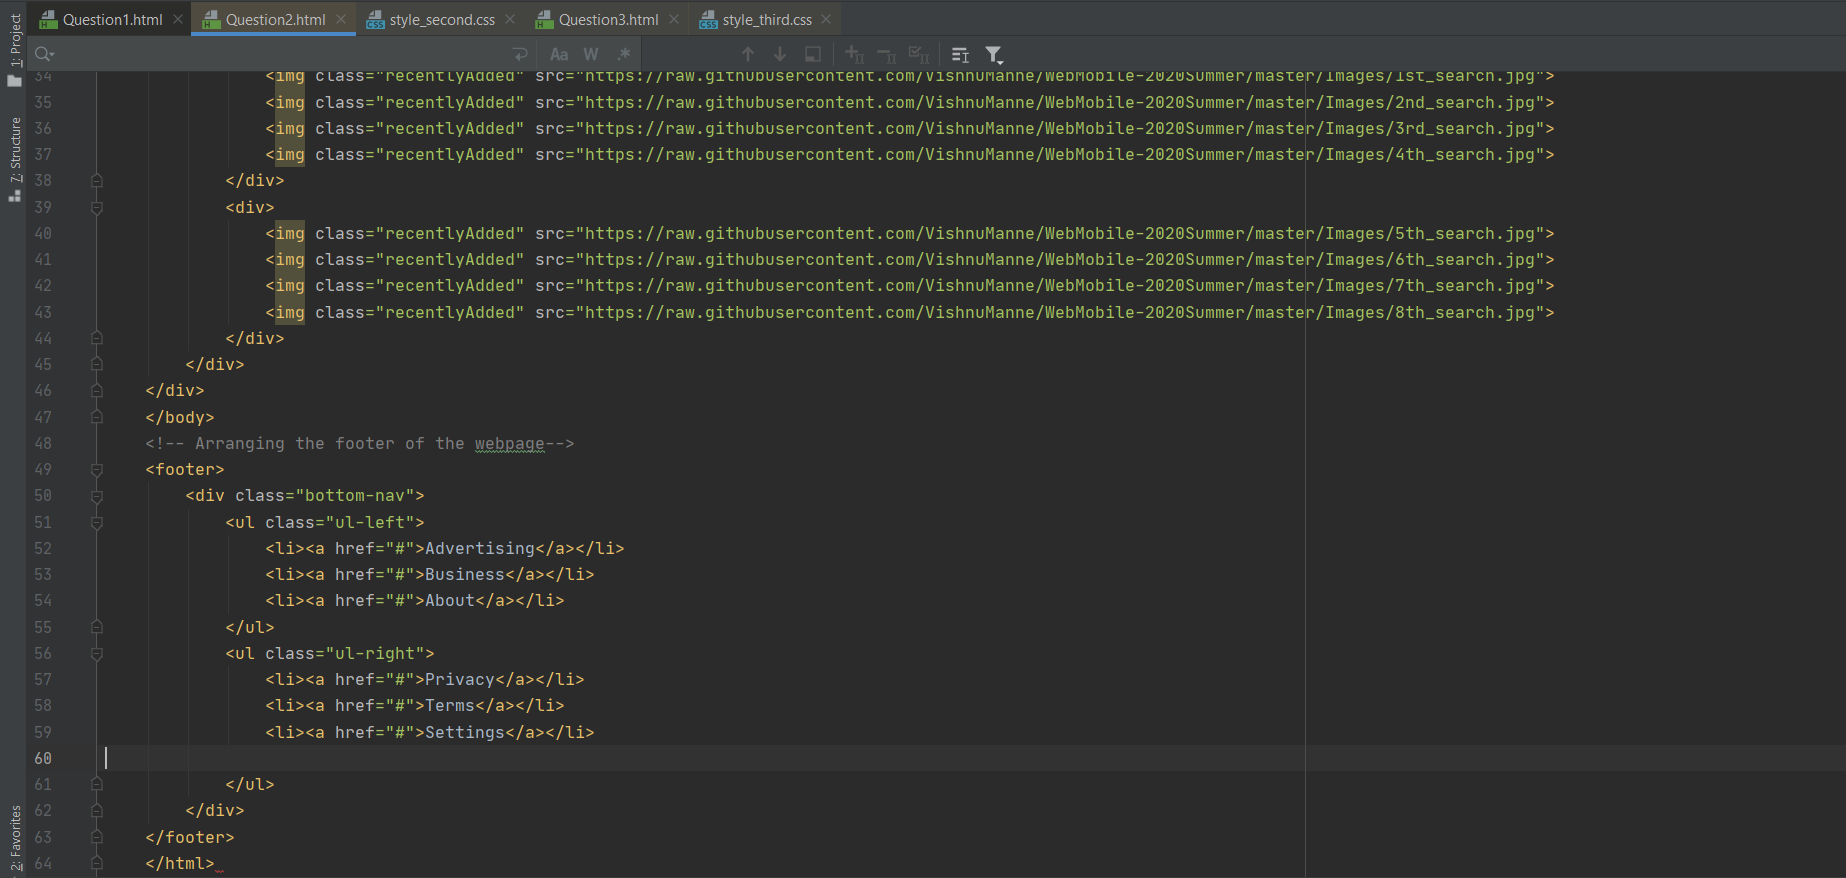 Question1.html Question2.html style_second.css Question3.html style_third.css
Aa W .*
34 <img class="recentlyAdded" src="https://raw.githubusercontent.com/VishnuManne/WebMobile-2020Summer/master/Images/1st_search.jpg">
35 <img class="recentlyAdded" src="https://raw.githubusercontent.com/VishnuManne/WebMobile-2020Summer/master/Images/2nd_search.jpg">
36 <img class="recentlyAdded" src="https://raw.githubusercontent.com/VishnuManne/WebMobile-2020Summer/master/Images/3rd_search.jpg">
37 <img class="recentlyAdded" src="https://raw.githubusercontent.com/VishnuManne/WebMobile-2020Summer/master/Images/4th_search.jpg">
38 </div>
39 <div>
40 <img class="recentlyAdded" src="https://raw.githubusercontent.com/VishnuManne/WebMobile-2020Summer/master/Images/5th_search.jpg">
41 <img class="recentlyAdded" src="https://raw.githubusercontent.com/VishnuManne/WebMobile-2020Summer/master/Images/6th_search.jpg">
42 <img class="recentlyAdded" src="https://raw.githubusercontent.com/VishnuManne/WebMobile-2020Summer/master/Images/7th_search.jpg">
43 <img class="recentlyAdded" src="https://raw.githubusercontent.com/VishnuManne/WebMobile-2020Summer/master/Images/8th_search.jpg">
44 </div>
45 </div>
46 </div>
47 </body>
48 <!-- Arranging the footer of the webpage-->
49 <footer>
50 <div class="bottom-nav">
51 <ul class="ul-left">
52 <li><a href="#">Advertising</a></li>
53 <li><a href="#">Business</a></li>
54 <li><a href="#">About</a></li>
55 </ul>
56 <ul class="ul-right">
57 <li><a href="#">Privacy</a></li>
58 <li><a href="#">Terms</a></li>
59 <li><a href="#">Settings</a></li>
60
61 </ul>
62 </div>
63 </footer>
64 </html>
1: Project
7: Structure
2: Favorites